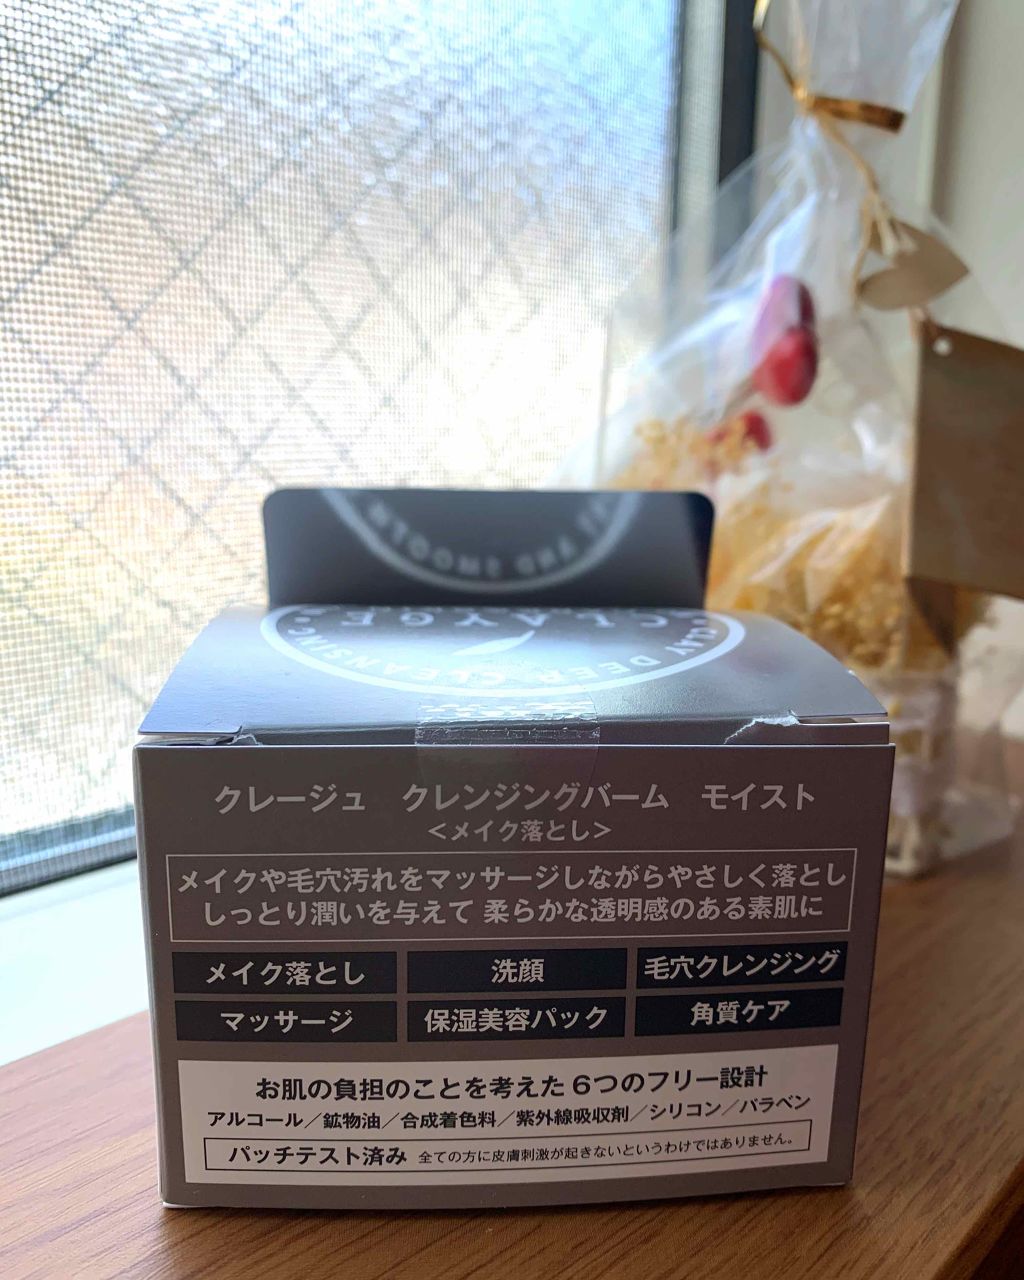 AND SMOOTH
CLAYGE
CLAY DEEP CLEANSING
クレージュ クレンジングバーム モイスト
＜メイク落とし＞
メイクや毛穴汚れをマッサージしながらやさしく落とし
しっとり潤いを与えて 柔らかな透明感のある素肌に
メイク落とし 洗顔 毛穴クレンジング
マッサージ 保湿美容パック 角質ケア
お肌の負担のことを考えた6つのフリー設計
アルコール／鉱物油／合成着色料／紫外線吸収剤／シリコン／パラベン
パッチテスト済み 全ての方に皮膚刺激が起きないというわけではありません。